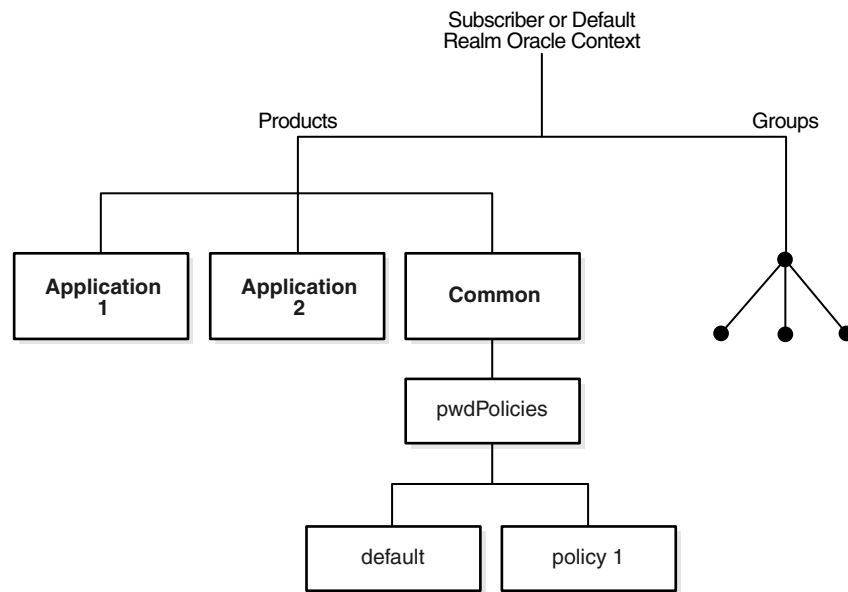 Subscriber or Default
Realm Oracle Context
Products
Groups
Application
1
Application
2
Common
pwdPolicies
default
policy 1